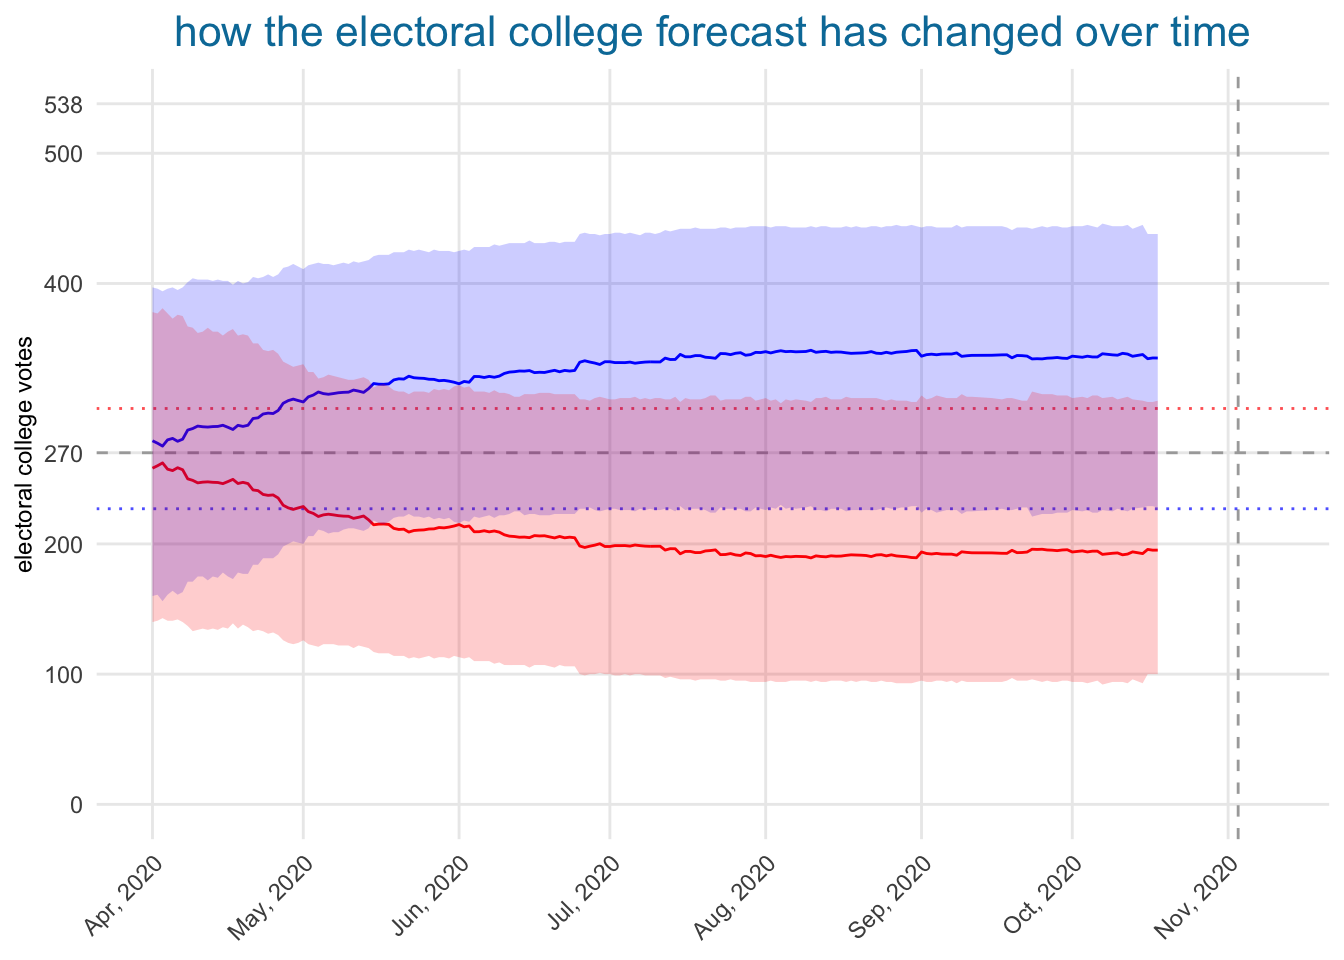 how the electoral college forecast has changed over time
electoral college votes
538
500
400
270
200
100
0
Apr, 2020
May, 2020
Jun, 2020
Jul, 2020
Aug, 2020
Sep, 2020
Oct, 2020
Nov, 2020